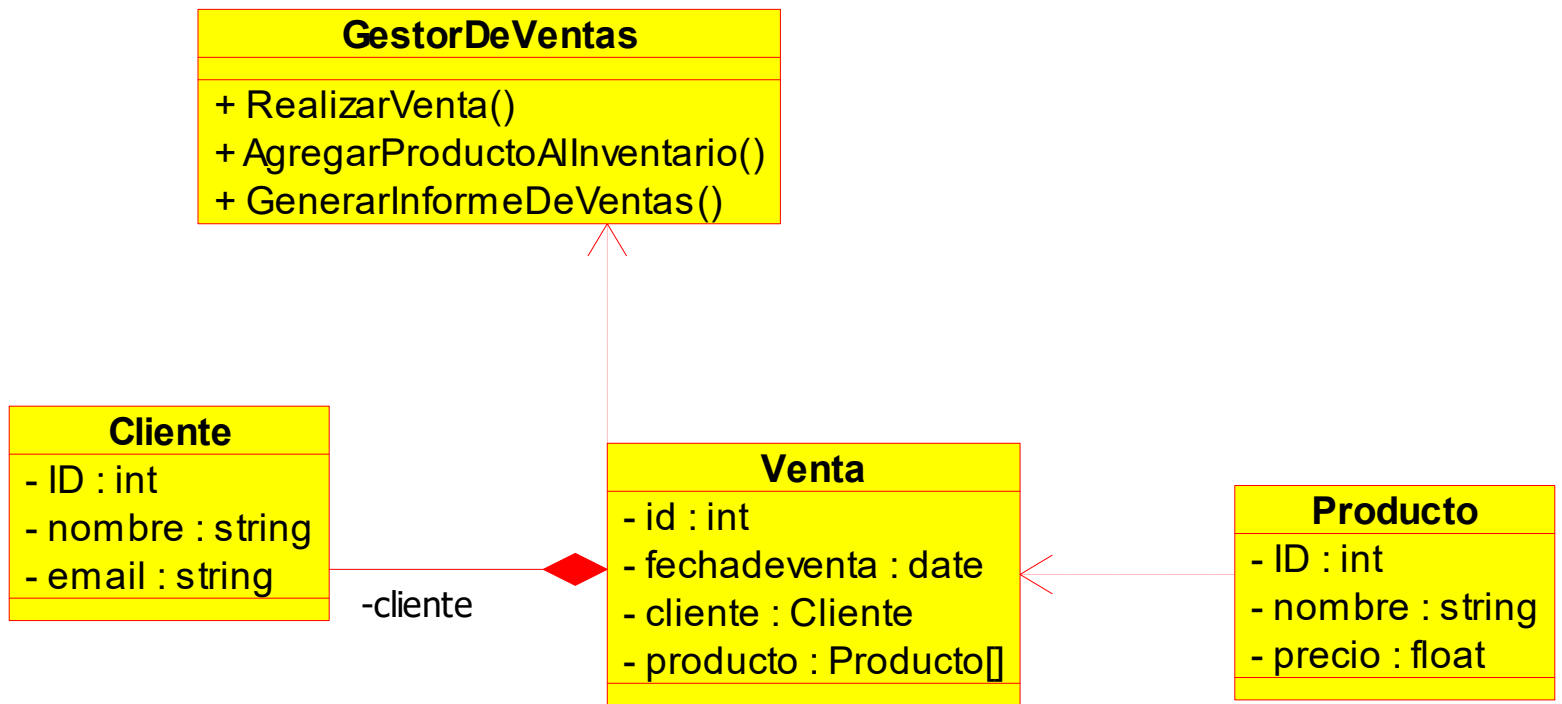 GestorDeVentas
+ RealizarVenta()
+ AgregarProductoAlInventario()
+ GenerarInformeDeVentas()
Cliente
- ID : int
- nombre : string
- email : string
-cliente
Venta
- id : int
- fechadeventa : date
- cliente : Cliente
- producto : Producto[]
Producto
- ID : int
- nombre : string
- precio : float